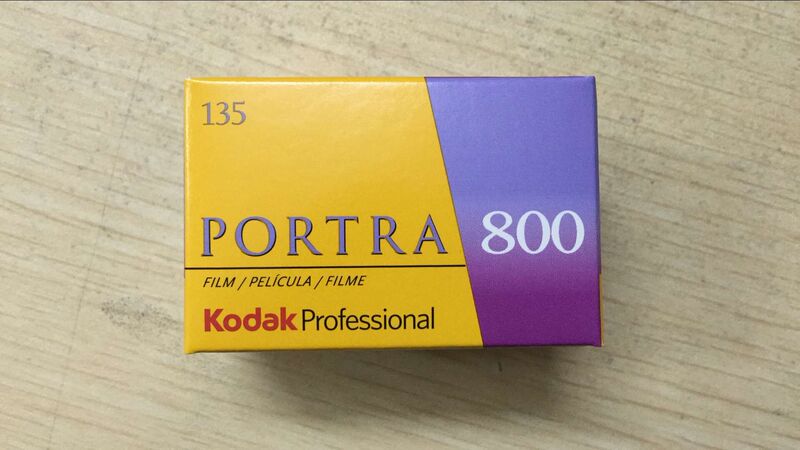 135
PORTRA 800
FILM / PELÍCULA / FILME
Kodak Professional